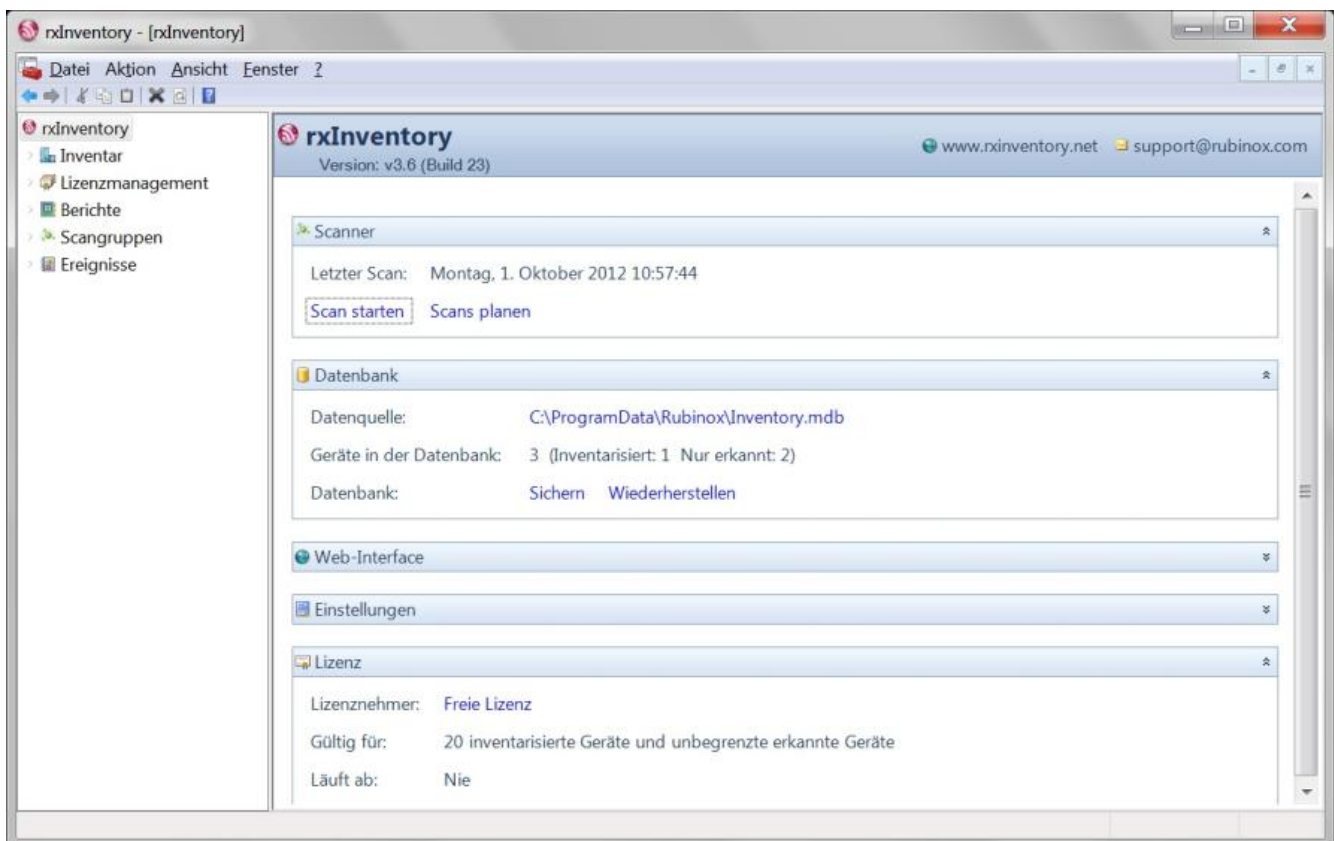 rxInventory - [rxInventory]
Datei Aktion Ansicht Fenster ?
rxInventory
Inventar
Lizenzmanagement
Berichte
Scangruppen
Ereignisse
rxInventory
Version: v3.6 (Build 23)
www.rxinventory.net support@rubinox.com
Scanner
Letzter Scan: Montag, 1. Oktober 2012 10:57:44
Scan starten Scans planen
Datenbank
Datenquelle: C:\ProgramData\Rubinox\Inventory.mdb
Geräte in der Datenbank: 3 (Inventarisiert: 1 Nur erkannt: 2)
Datenbank: Sichern Wiederherstellen
Web-Interface
Einstellungen
Lizenz
Lizenznehmer: Freie Lizenz
Gültig für: 20 inventarisierte Geräte und unbegrenzte erkannte Geräte
Läuft ab: Nie